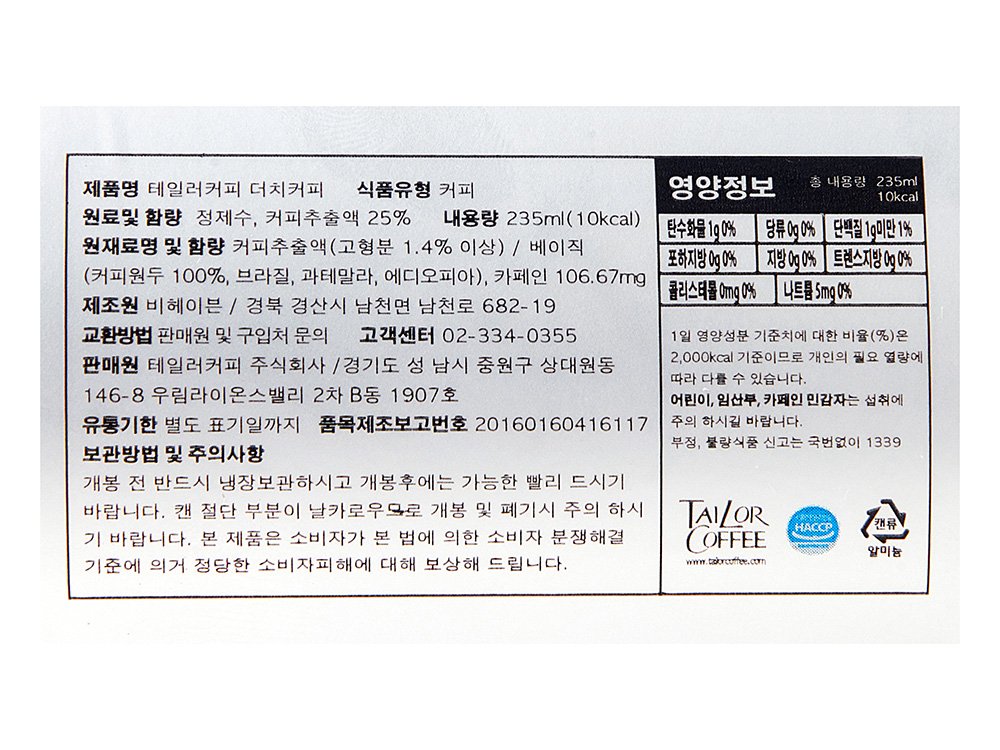 제품명 테일러커피 더치커피 식품유형 커피
원료및 함량 정제수, 커피추출액 25% 내용량 235ml(10kcal)
원재료명 및 함량 커피추출액(고형분 1.4% 이상) / 베이직
(커피원두 100%, 브라질, 과테말라, 에디오피아), 카페인 106.67mg
제조원 비헤이븐 / 경북 경산시 남천면 남천로 682-19
교환방법 판매원 및 구입처 문의 고객센터 02-334-0355
판매원 테일러커피 주식회사 /경기도 성 남시 중원구 상대원동
146-8 우림라이온스밸리 2차 B동 1907호
유통기한 별도 표기일까지 품목제조보고번호 20160160416117
보관방법 및 주의사항
개봉 전 반드시 냉장보관하시고 개봉후에는 가능한 빨리 드시기
바랍니다. 캔 절단 부분이 날카로우므로 개봉 및 폐기시 주의 하시
기 바랍니다. 본 제품은 소비자가 본 법에 의한 소비자 분쟁해결
기준에 의거 정당한 소비자피해에 대해 보상해 드립니다.
영양정보 총 내용량 235ml
10kcal
탄수화물 1g 0% 당류 0g 0% 단백질 1g미만 1%
포하지방 0g 0% 지방 0g 0% 트렌스지방 0g 0%
콜리스테롤 0mg 0% 나트륨 5mg 0%
1일 영양성분 기준치에 대한 비율(%)은
2,000kcal 기준이므로 개인의 필요 열량에
따라 다를 수 있습니다.
어린이, 임산부, 카페인 민감자는 섭취에
주의 하시길 바랍니다.
부정, 불량식품 신고는 국번없이 1339
TAILOR
COFFEE
www.tailorcoffee.com
HACCP
캔류
알미늄